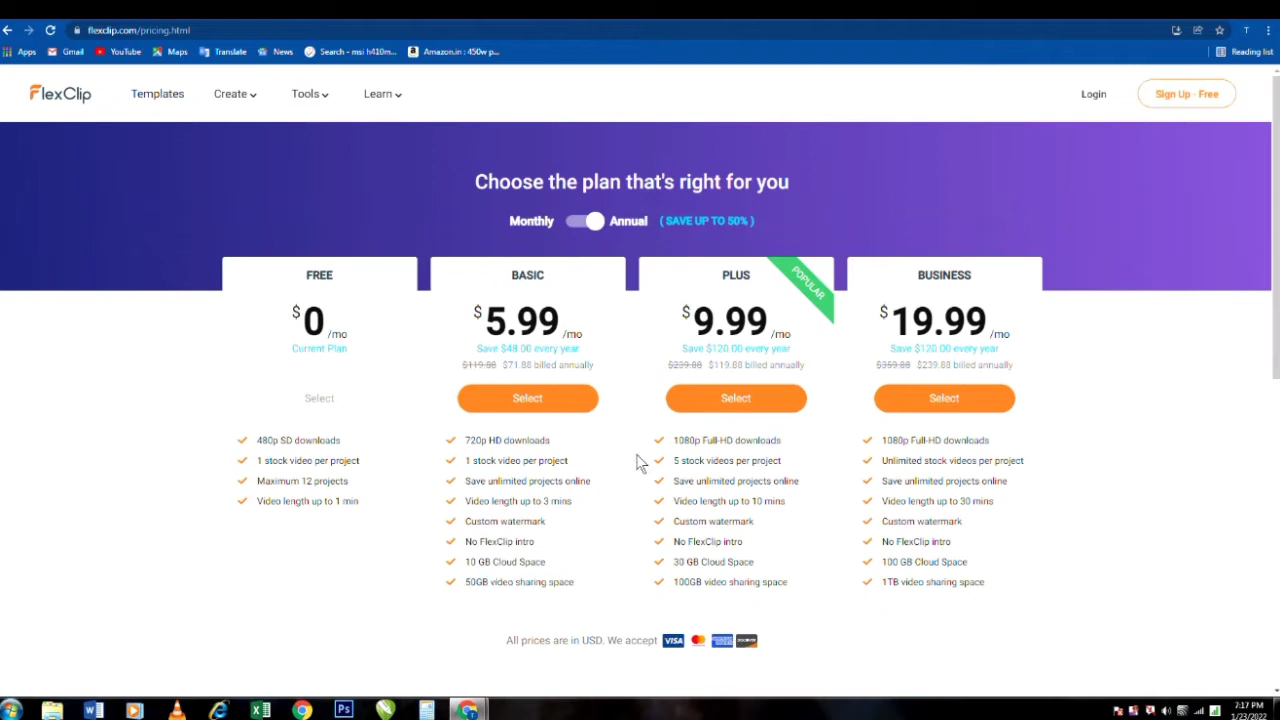 flexclip.com/pricing.html
Apps Gmail YouTube Maps Translate News Search - msi h410m... Amazon.in : 450w p... Reading list
FlexClip Templates Create Tools Learn Login Sign Up - Free
Choose the plan that's right for you
Monthly Annual ( SAVE UP TO 50% )
FREE
$0 /mo
Current Plan
Select
480p SD downloads
1 stock video per project
Maximum 12 projects
Video length up to 1 min
BASIC
$5.99 /mo
Save $48.00 every year
$119.88 $71.88 billed annually
Select
720p HD downloads
1 stock video per project
Save unlimited projects online
Video length up to 3 mins
Custom watermark
No FlexClip intro
10 GB Cloud Space
50GB video sharing space
PLUS
POPULAR
$9.99 /mo
Save $120.00 every year
$239.88 $119.88 billed annually
Select
1080p Full-HD downloads
5 stock videos per project
Save unlimited projects online
Video length up to 10 mins
Custom watermark
No FlexClip intro
30 GB Cloud Space
100GB video sharing space
BUSINESS
$19.99 /mo
Save $120.00 every year
$359.88 $239.88 billed annually
Select
1080p Full-HD downloads
Unlimited stock videos per project
Save unlimited projects online
Video length up to 30 mins
Custom watermark
No FlexClip intro
100 GB Cloud Space
1TB video sharing space
All prices are in USD. We accept VISA
7:17 PM
1/23/2022